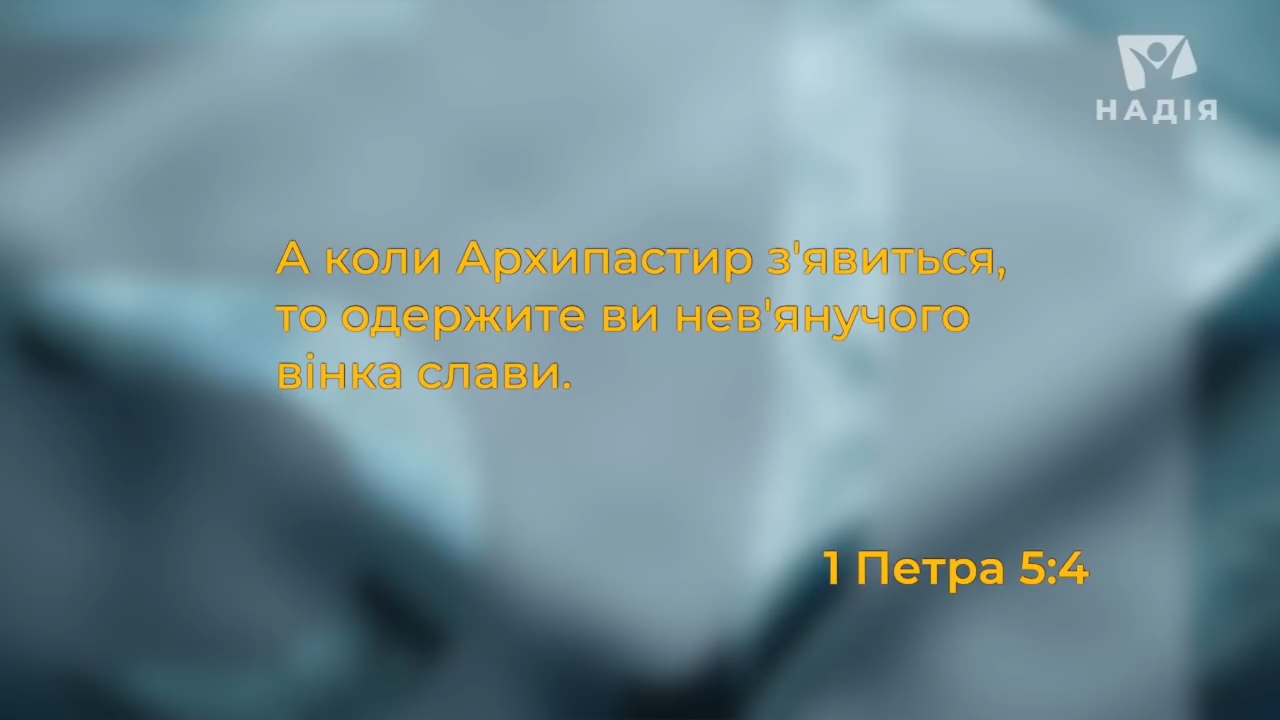 НАДІЯ
А коли Архипастир з'явиться,
то одержите ви нев'янучого
вінка слави.
1 Петра 5:4